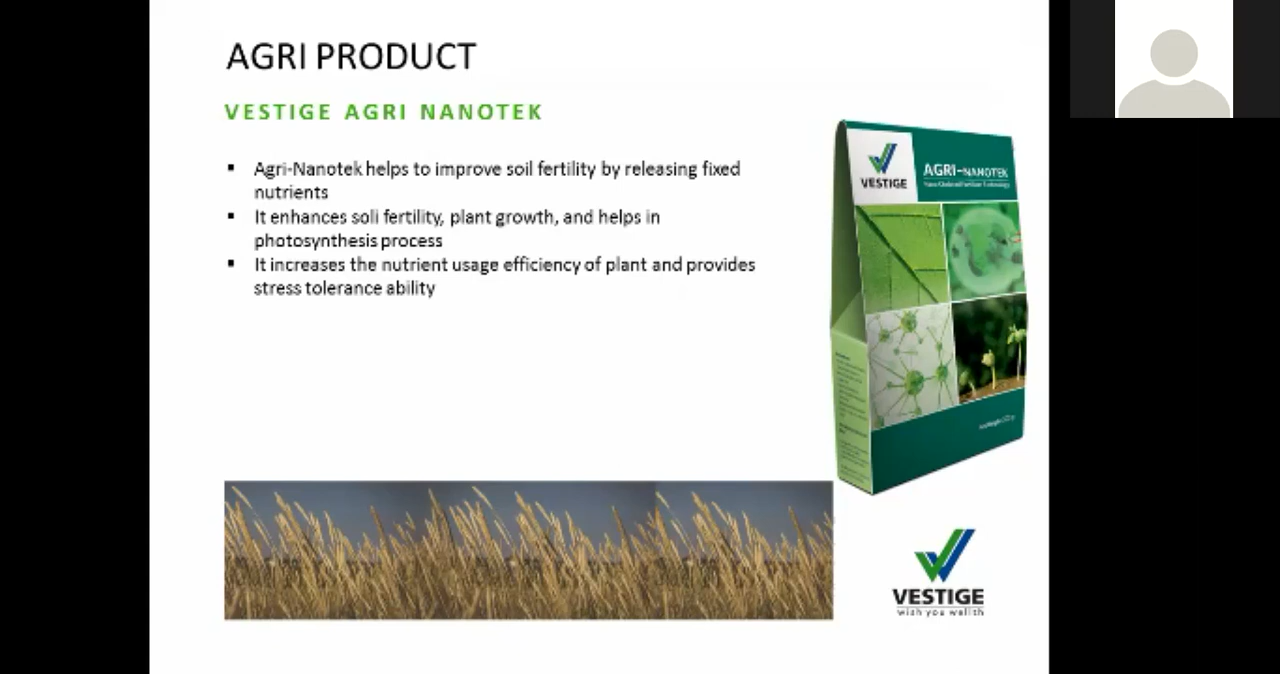 AGRI PRODUCT
VESTIGE AGRI NANOTEK
▪ Agri-Nanotek helps to improve soil fertility by releasing fixed
nutrients
▪ It enhances soli fertility, plant growth, and helps in
photosynthesis process
▪ It increases the nutrient usage efficiency of plant and provides
stress tolerance ability
VESTIGE
AGRI-NANOTEK
VESTIGE
wish you wellth